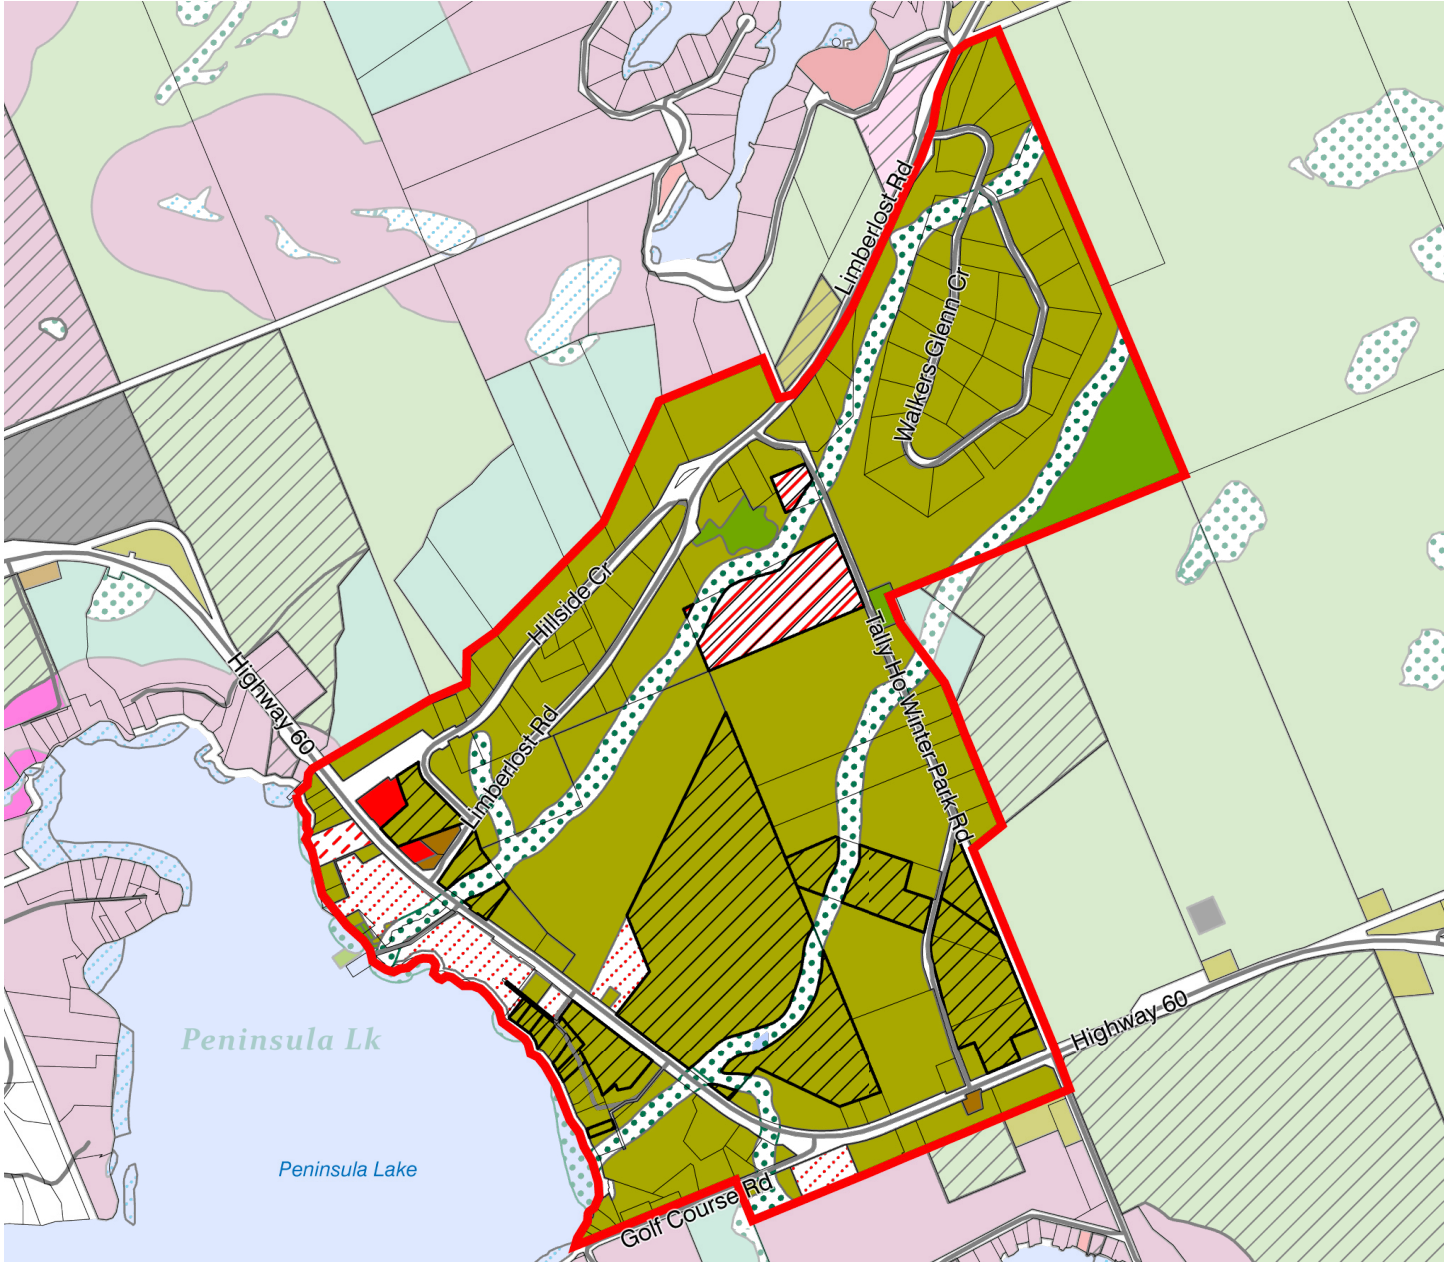 Limberlost Rd
Walkers Glenn Cr
Hillside Cr
Highway 60
Tally Ho Winter Park Rd
Limberlost Rd
Highway 60
Peninsula Lk
Peninsula Lake
Golf Course Rd